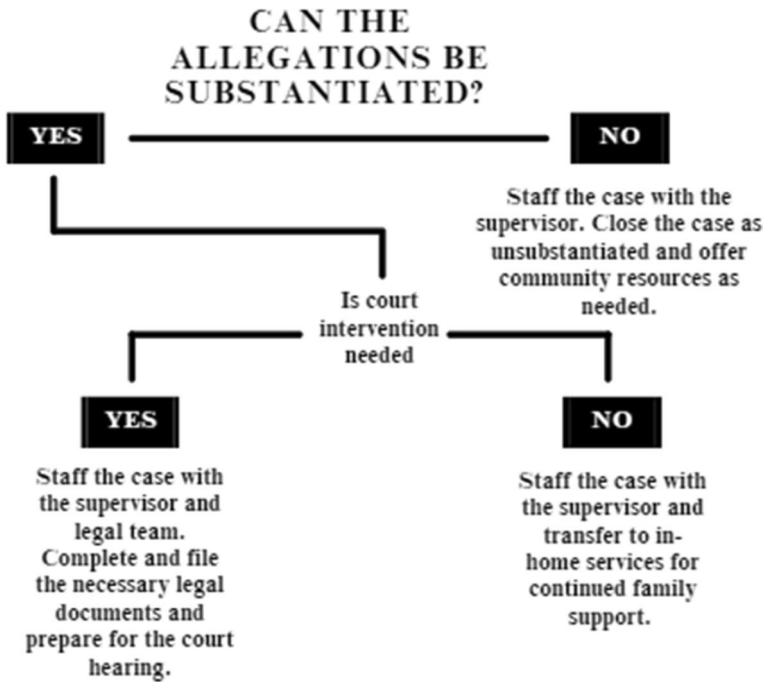 CAN THE
ALLEGATIONS BE
SUBSTANTIATED?
YES
NO
Staff the case with the
supervisor. Close the case as
unsubstantiated and offer
community resources as
needed.
Is court
intervention
needed
YES
Staff the case with
the supervisor and
legal team.
Complete and file
the necessary legal
documents and
prepare for the court
hearing.
NO
Staff the case with
the supervisor and
transfer to in-
home services for
continued family
support.